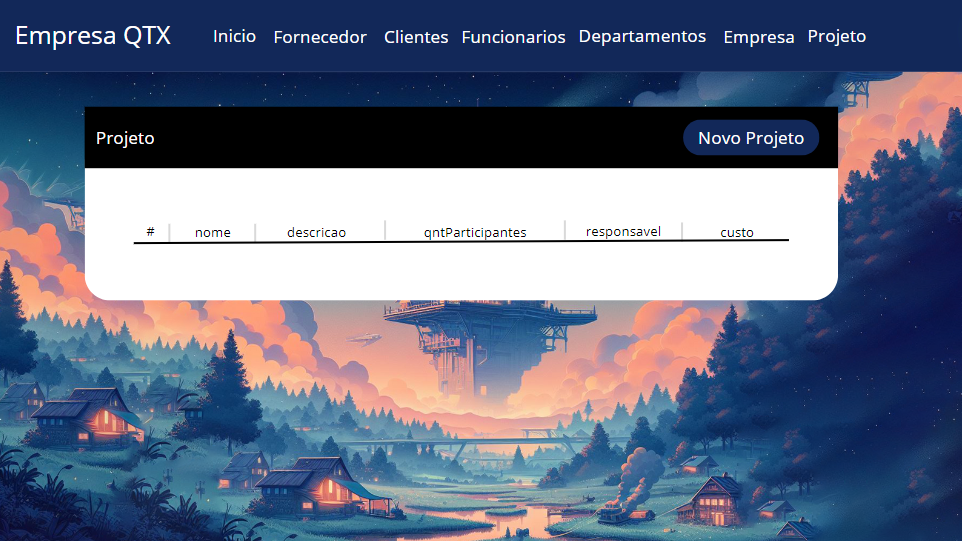 Empresa QTX Inicio Fornecedor Clientes Funcionarios Departamentos Empresa Projeto
Projeto Novo Projeto
# nome descricao qntParticipantes responsavel custo